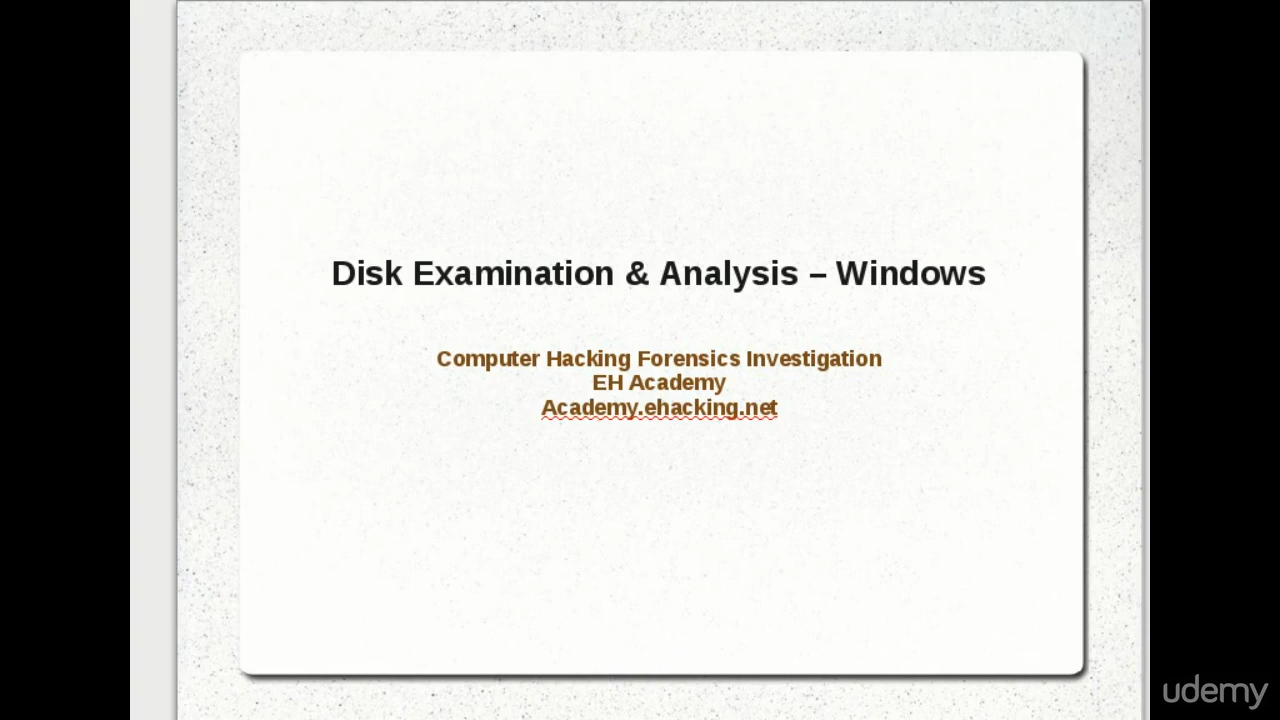 Disk Examination & Analysis – Windows
Computer Hacking Forensics Investigation
EH Academy
Academy.ehacking.net
udemy